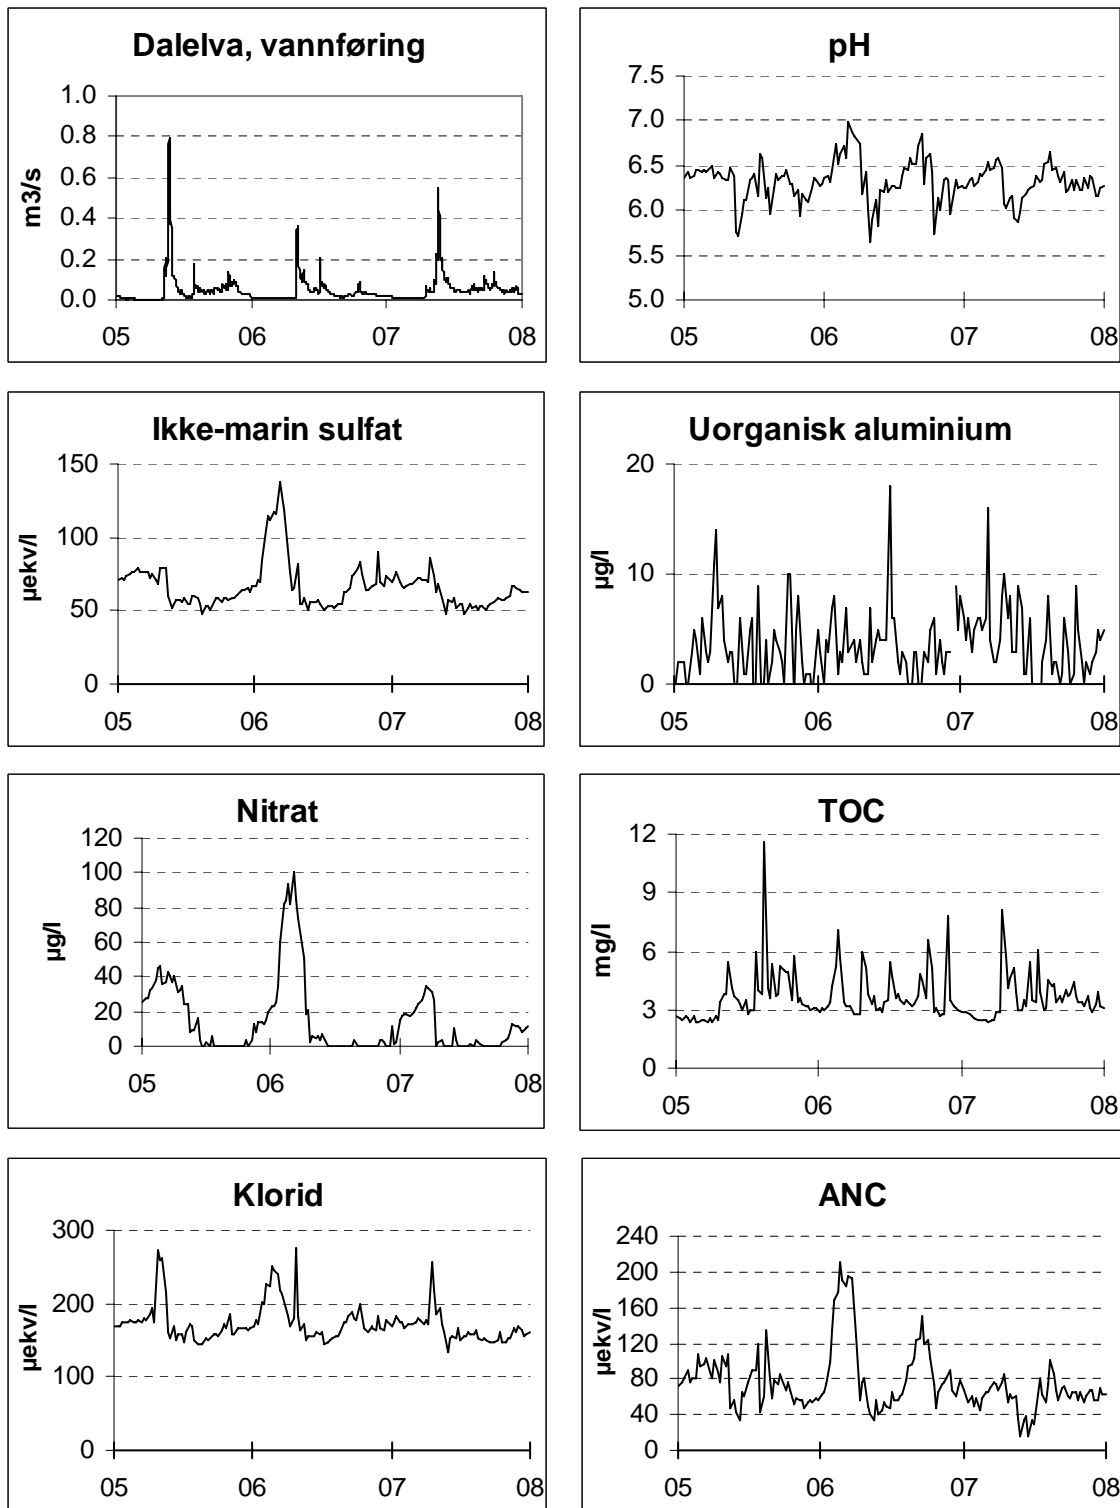 Dalelva, vannføring
m3/s
1.0
0.8
0.6
0.4
0.2
0.0
05 06 07 08
pH
7.5
7.0
6.5
6.0
5.5
5.0
05 06 07 08
Ikke-marin sulfat
µekv/l
150
100
50
0
05 06 07 08
Uorganisk aluminium
µg/l
20
10
0
05 06 07 08
Nitrat
µg/l
120
100
80
60
40
20
0
05 06 07 08
TOC
mg/l
12
9
6
3
0
05 06 07 08
Klorid
µekv/l
300
200
100
0
05 06 07 08
ANC
µekv/l
240
200
160
120
80
40
0
05 06 07 08